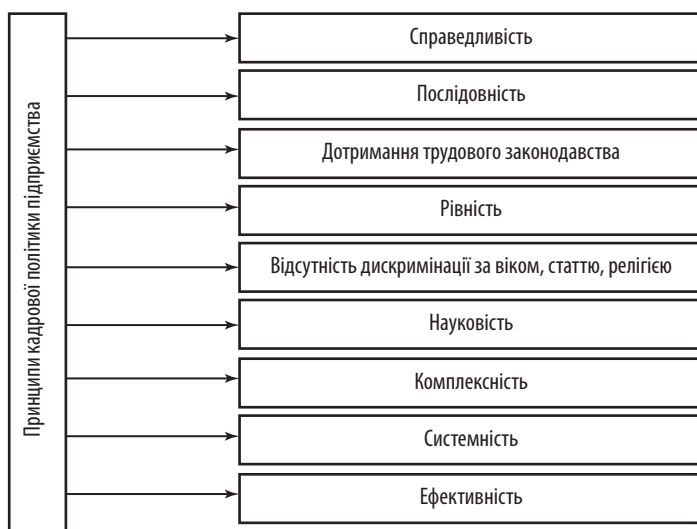 Принципи кадрової політики підприємства
Справедливість
Послідовність
Дотримання трудового законодавства
Рівність
Відсутність дискримінації за віком, статтю, релігією
Науковість
Комплексність
Системність
Ефективність